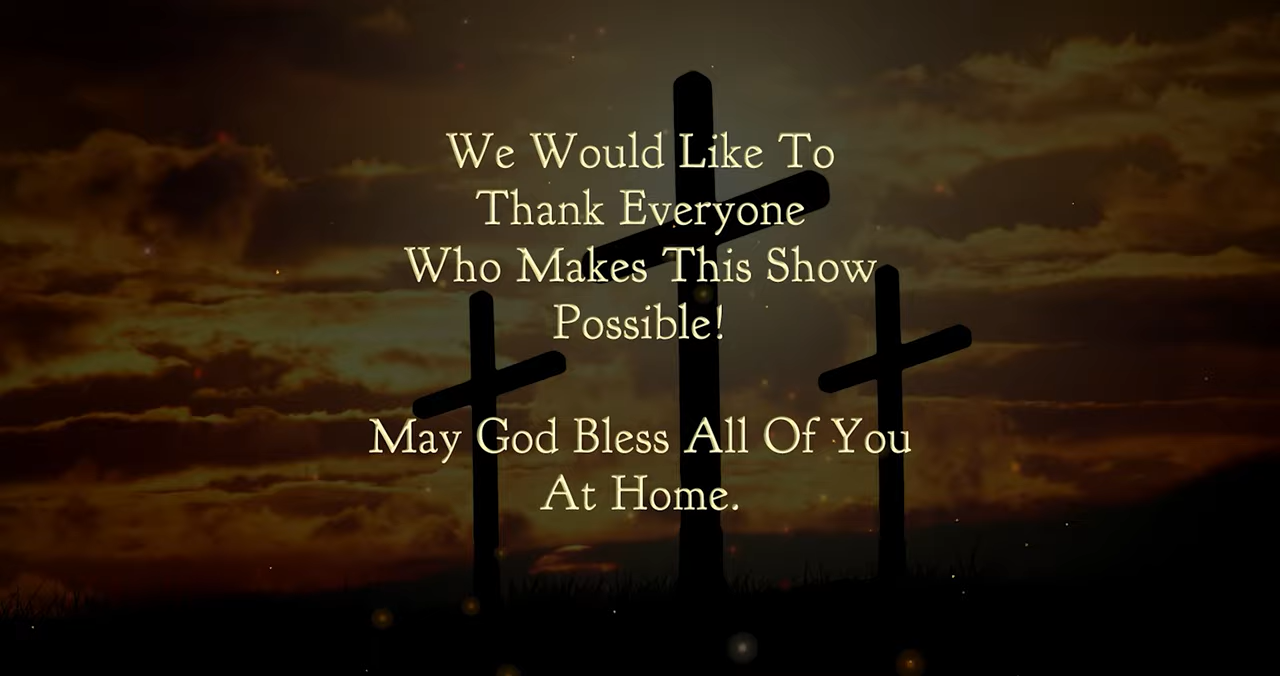 We Would Like To
Thank Everyone
Who Makes This Show
Possible!
May God Bless All Of You
At Home.